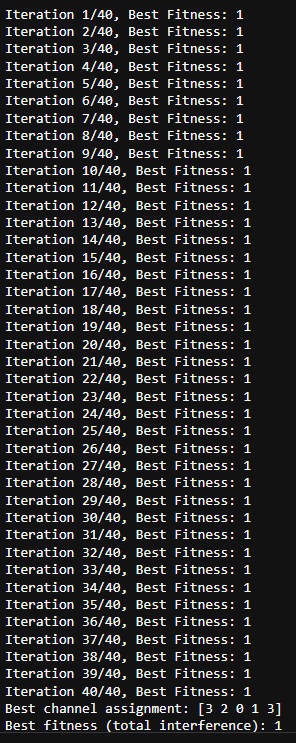 Iteration 1/40, Best Fitness: 1
Iteration 2/40, Best Fitness: 1
Iteration 3/40, Best Fitness: 1
Iteration 4/40, Best Fitness: 1
Iteration 5/40, Best Fitness: 1
Iteration 6/40, Best Fitness: 1
Iteration 7/40, Best Fitness: 1
Iteration 8/40, Best Fitness: 1
Iteration 9/40, Best Fitness: 1
Iteration 10/40, Best Fitness: 1
Iteration 11/40, Best Fitness: 1
Iteration 12/40, Best Fitness: 1
Iteration 13/40, Best Fitness: 1
Iteration 14/40, Best Fitness: 1
Iteration 15/40, Best Fitness: 1
Iteration 16/40, Best Fitness: 1
Iteration 17/40, Best Fitness: 1
Iteration 18/40, Best Fitness: 1
Iteration 19/40, Best Fitness: 1
Iteration 20/40, Best Fitness: 1
Iteration 21/40, Best Fitness: 1
Iteration 22/40, Best Fitness: 1
Iteration 23/40, Best Fitness: 1
Iteration 24/40, Best Fitness: 1
Iteration 25/40, Best Fitness: 1
Iteration 26/40, Best Fitness: 1
Iteration 27/40, Best Fitness: 1
Iteration 28/40, Best Fitness: 1
Iteration 29/40, Best Fitness: 1
Iteration 30/40, Best Fitness: 1
Iteration 31/40, Best Fitness: 1
Iteration 32/40, Best Fitness: 1
Iteration 33/40, Best Fitness: 1
Iteration 34/40, Best Fitness: 1
Iteration 35/40, Best Fitness: 1
Iteration 36/40, Best Fitness: 1
Iteration 37/40, Best Fitness: 1
Iteration 38/40, Best Fitness: 1
Iteration 39/40, Best Fitness: 1
Iteration 40/40, Best Fitness: 1
Best channel assignment: [3 2 0 1 3]
Best fitness (total interference): 1